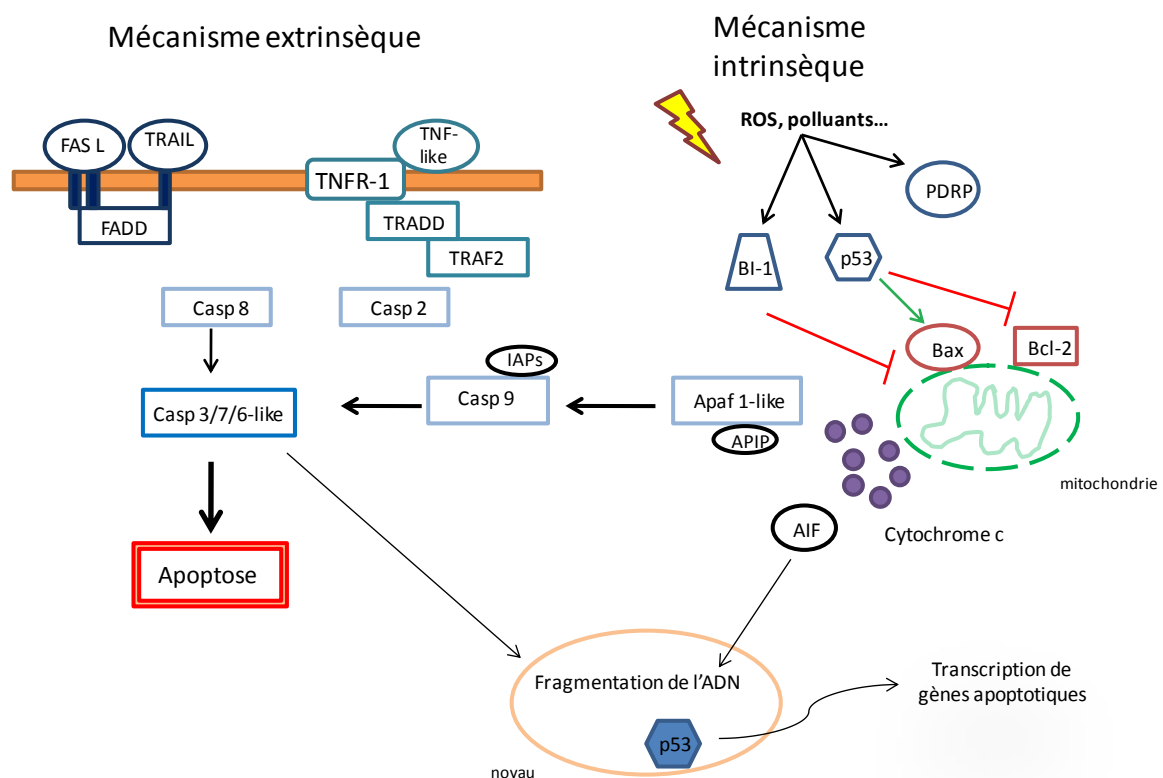 Mécanisme extrinsèque
Mécanisme
intrinsèque
ROS, polluants...
FAS L
TRAIL
FADD
TNF-
like
TNFR-1
TRADD
TRAF2
PDRP
BI-1
p53
Casp 8
Casp 2
Bax
Bcl-2
IAPs
Casp 3/7/6-like
Casp 9
Apaf 1-like
APIP
mitochondrie
AIF
Cytochrome c
Apoptose
Fragmentation de l'ADN
Transcription de
gènes apoptotiques
p53
noyau